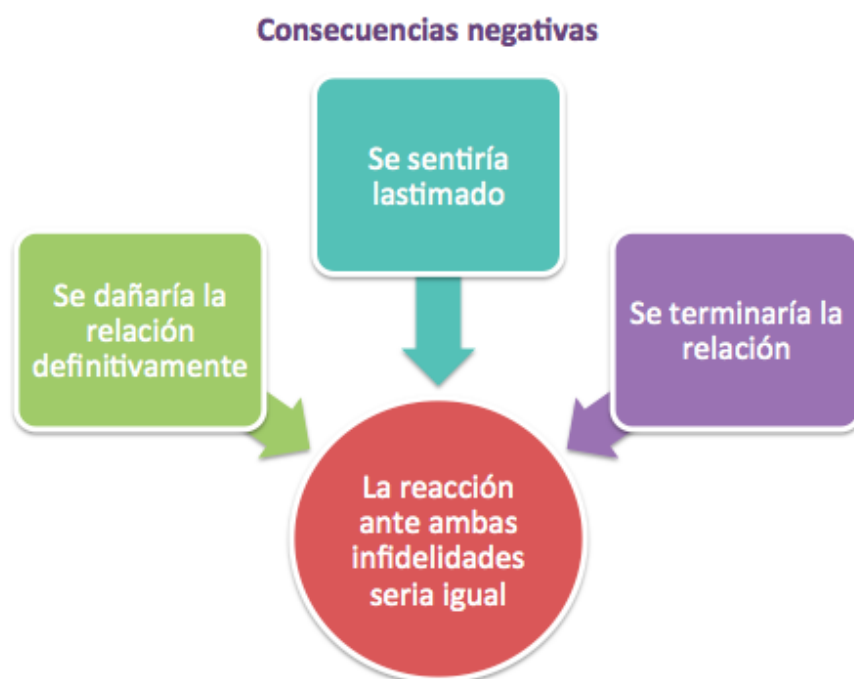 Consecuencias negativas
Se sentiría
lastimado
Se dañaría la
relación
definitivamente
Se terminaría la
relación
La reacción
ante ambas
infidelidades
seria igual